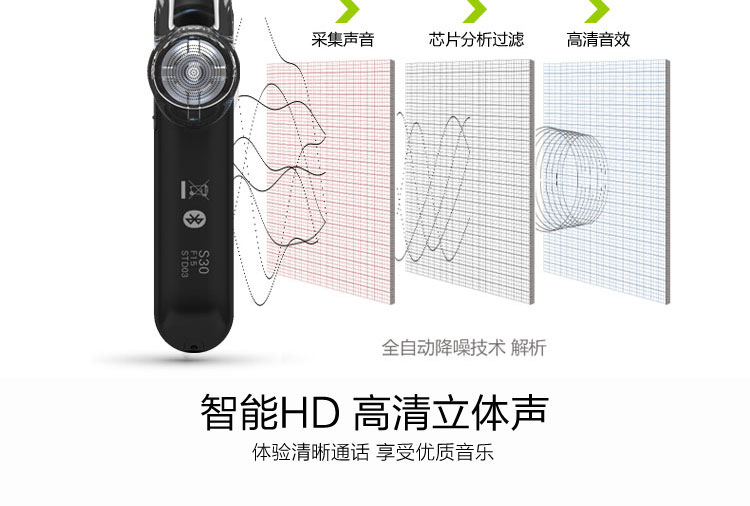 采集声音
芯片分析过滤
高清音效
S30
F15
STD03
全自动降噪技术 解析
智能HD 高清立体声
体验清晰通话 享受优质音乐